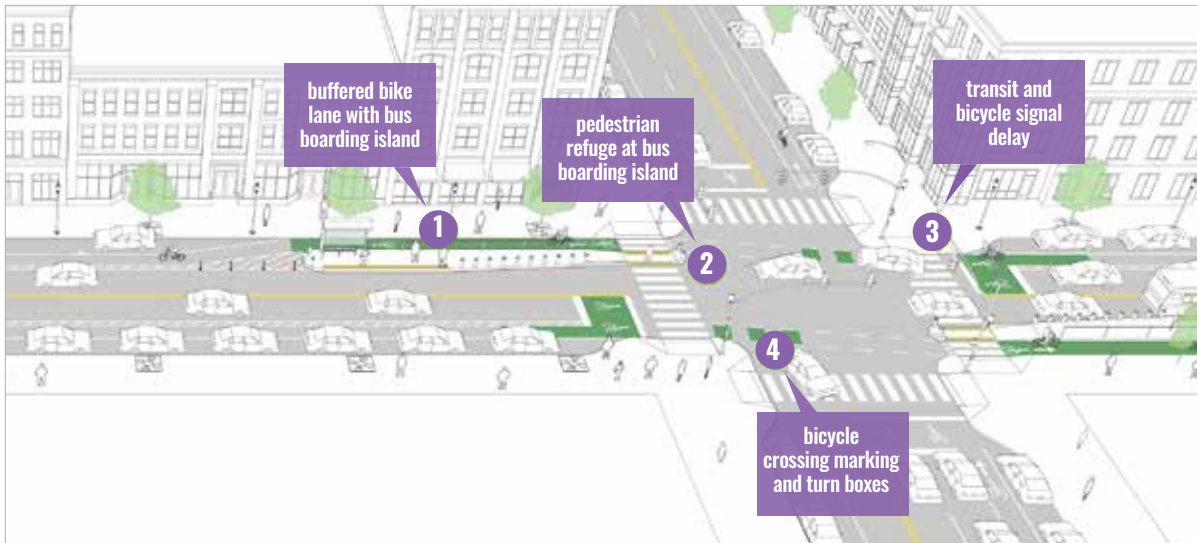 buffered bike
lane with bus
boarding island
1
pedestrian
refuge at bus
boarding island
2
transit and
bicycle signal
delay
3
4
bicycle
crossing marking
and turn boxes